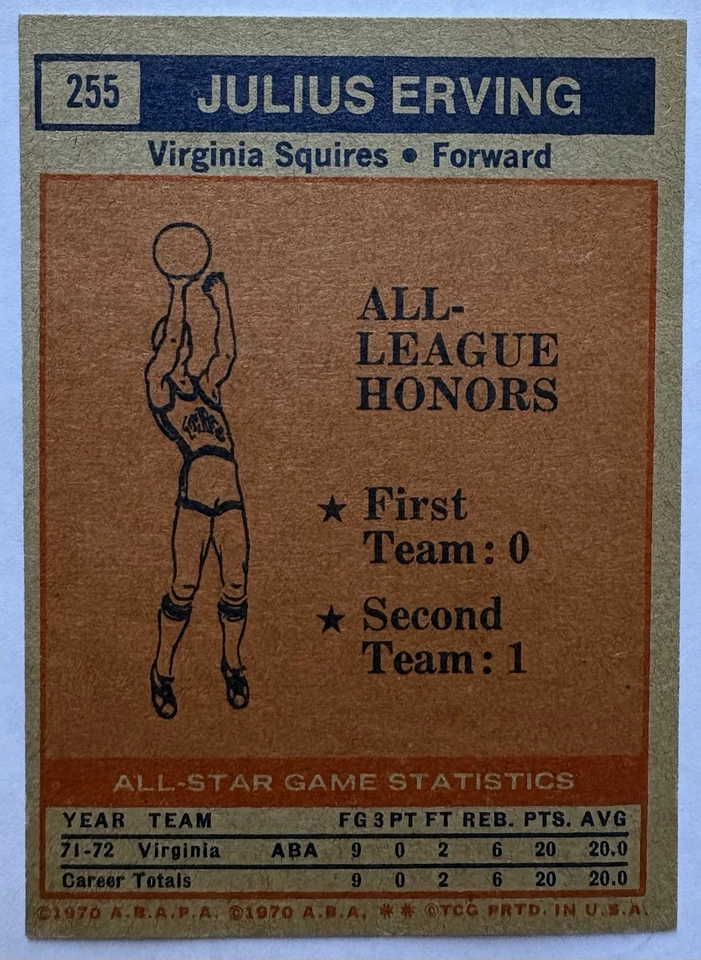 255 JULIUS ERVING
Virginia Squires • Forward
ALL-
LEAGUE
HONORS
★ First
Team: 0
★ Second
Team: 1
ALL-STAR GAME STATISTICS
YEAR TEAM FG 3PT FT REB. PTS. AVG
71-72 Virginia ABA 9 0 2 6 20 20.0
Career Totals 9 0 2 6 20 20.0
©1970 A.B.A.P.A. ©1970 A.B.A. ** ©TCG PRTD. IN U.S.A.